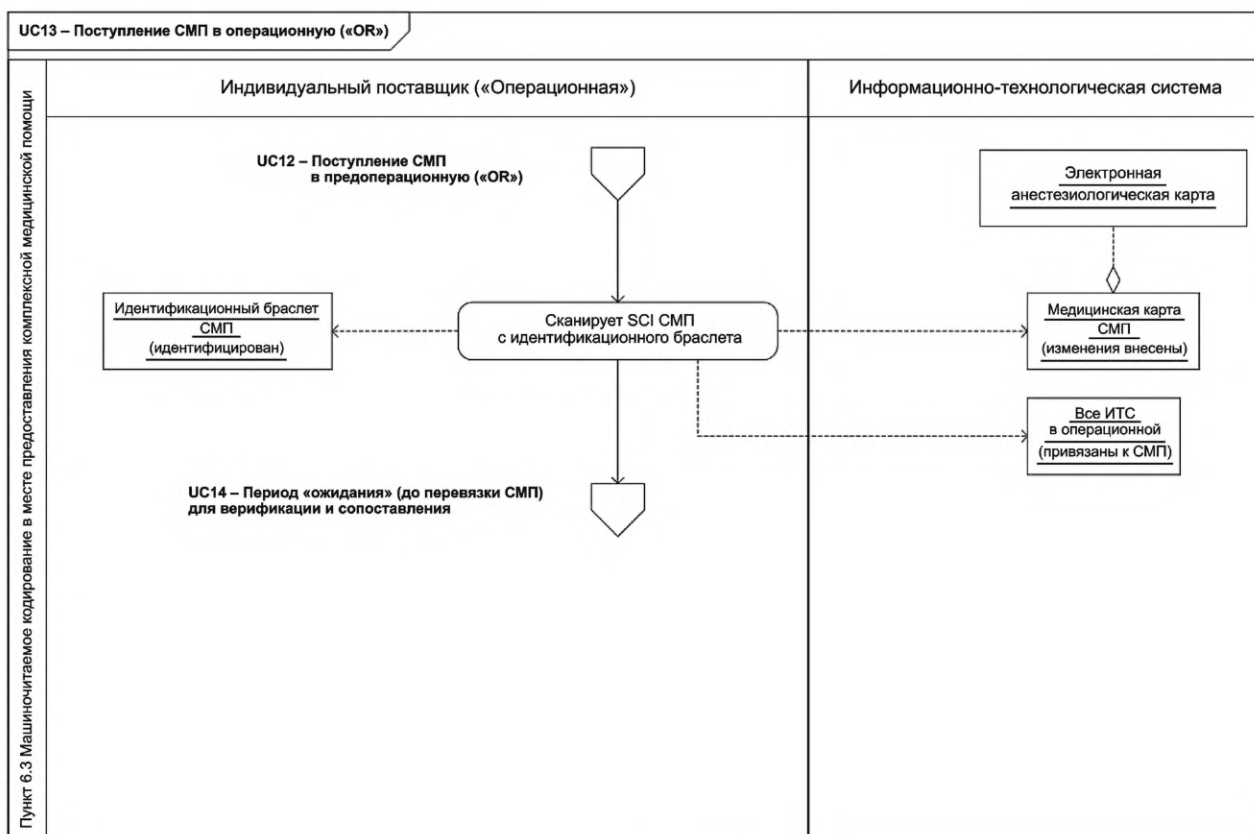 UC13 – Поступление СМП в операционную («OR»)
Пункт 6.3 Машиночитаемое кодирование в месте предоставления комплексной медицинской помощи
Индивидуальный поставщик («Операционная»)
Информационно-технологическая система
UC12 – Поступление СМП
в предоперационную («OR»)
Электронная
анестезиологическая карта
Идентификационный браслет
СМП
(идентифицирован)
Сканирует SCI СМП
с идентификационного браслета
Медицинская карта
СМП
(изменения внесены)
Все ИТС
в операционной
(привязаны к СМП)
UC14 – Период «ожидания» (до перевязки СМП)
для верификации и сопоставления